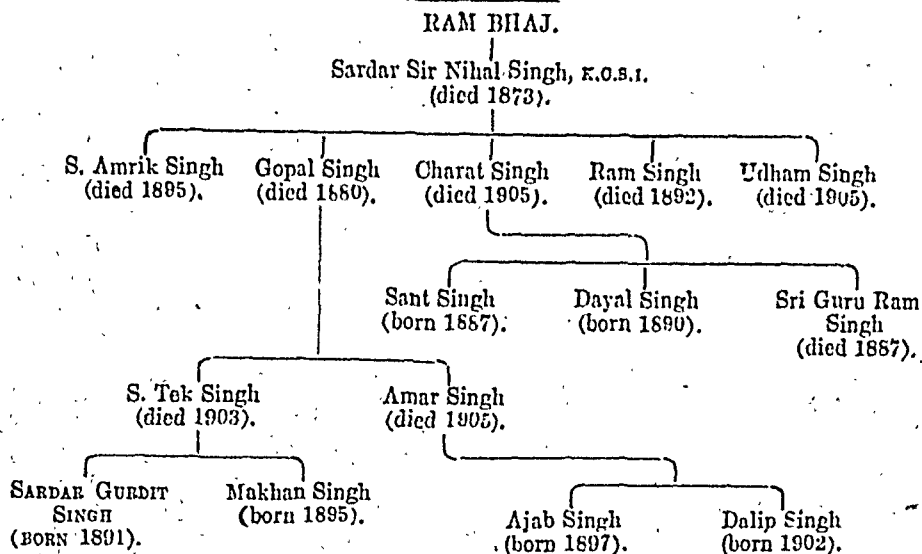 RAM BHAJ.
Sardar Sir Nihal Singh, K.C.S.I.
(died 1873).
S. Amrik Singh Gopal Singh Charat Singh Ram Singh Udham Singh
(died 1895). (died 1880). (died 1905). (died 1892). (died 1905).
Sant Singh Dayal Singh Sri Guru Ram
(born 1887). (born 1890). Singh
(died 1887).
S. Tek Singh Amar Singh
(died 1903). (died 1905).
SARDAR GURDIT Makhan Singh
SINGH (born 1895).
(BORN 1891).
Ajab Singh Dalip Singh
(born 1897). (born 1902).